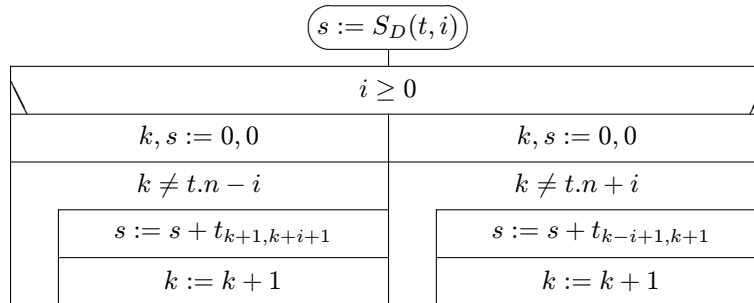 s := S_D(t, i)
i ≥ 0
k, s := 0, 0
k, s := 0, 0
k ≠ t.n − i
k ≠ t.n + i
s := s + t_{k+1,k+i+1}
s := s + t_{k−i+1,k+1}
k := k + 1
k := k + 1